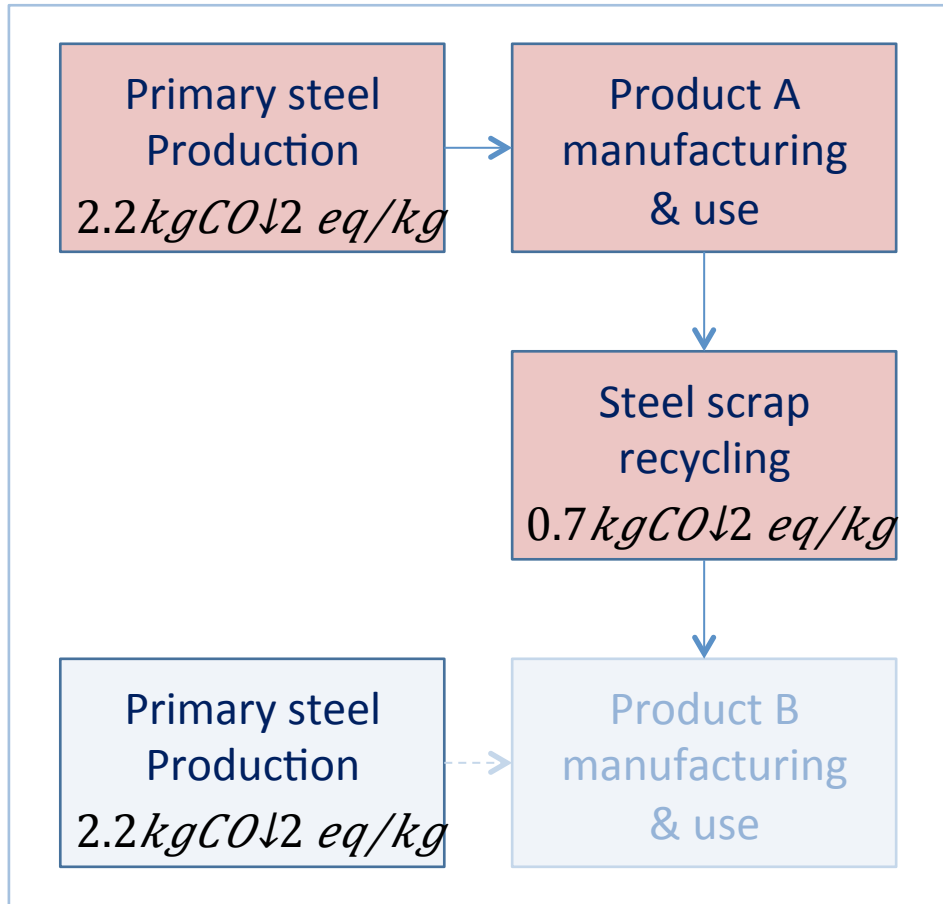 Primary steel
Production
2.2kgCO↓2 eq/kg
Product A
manufacturing
& use
Steel scrap
recycling
0.7kgCO↓2 eq/kg
Primary steel
Production
2.2kgCO↓2 eq/kg
Product B
manufacturing
& use